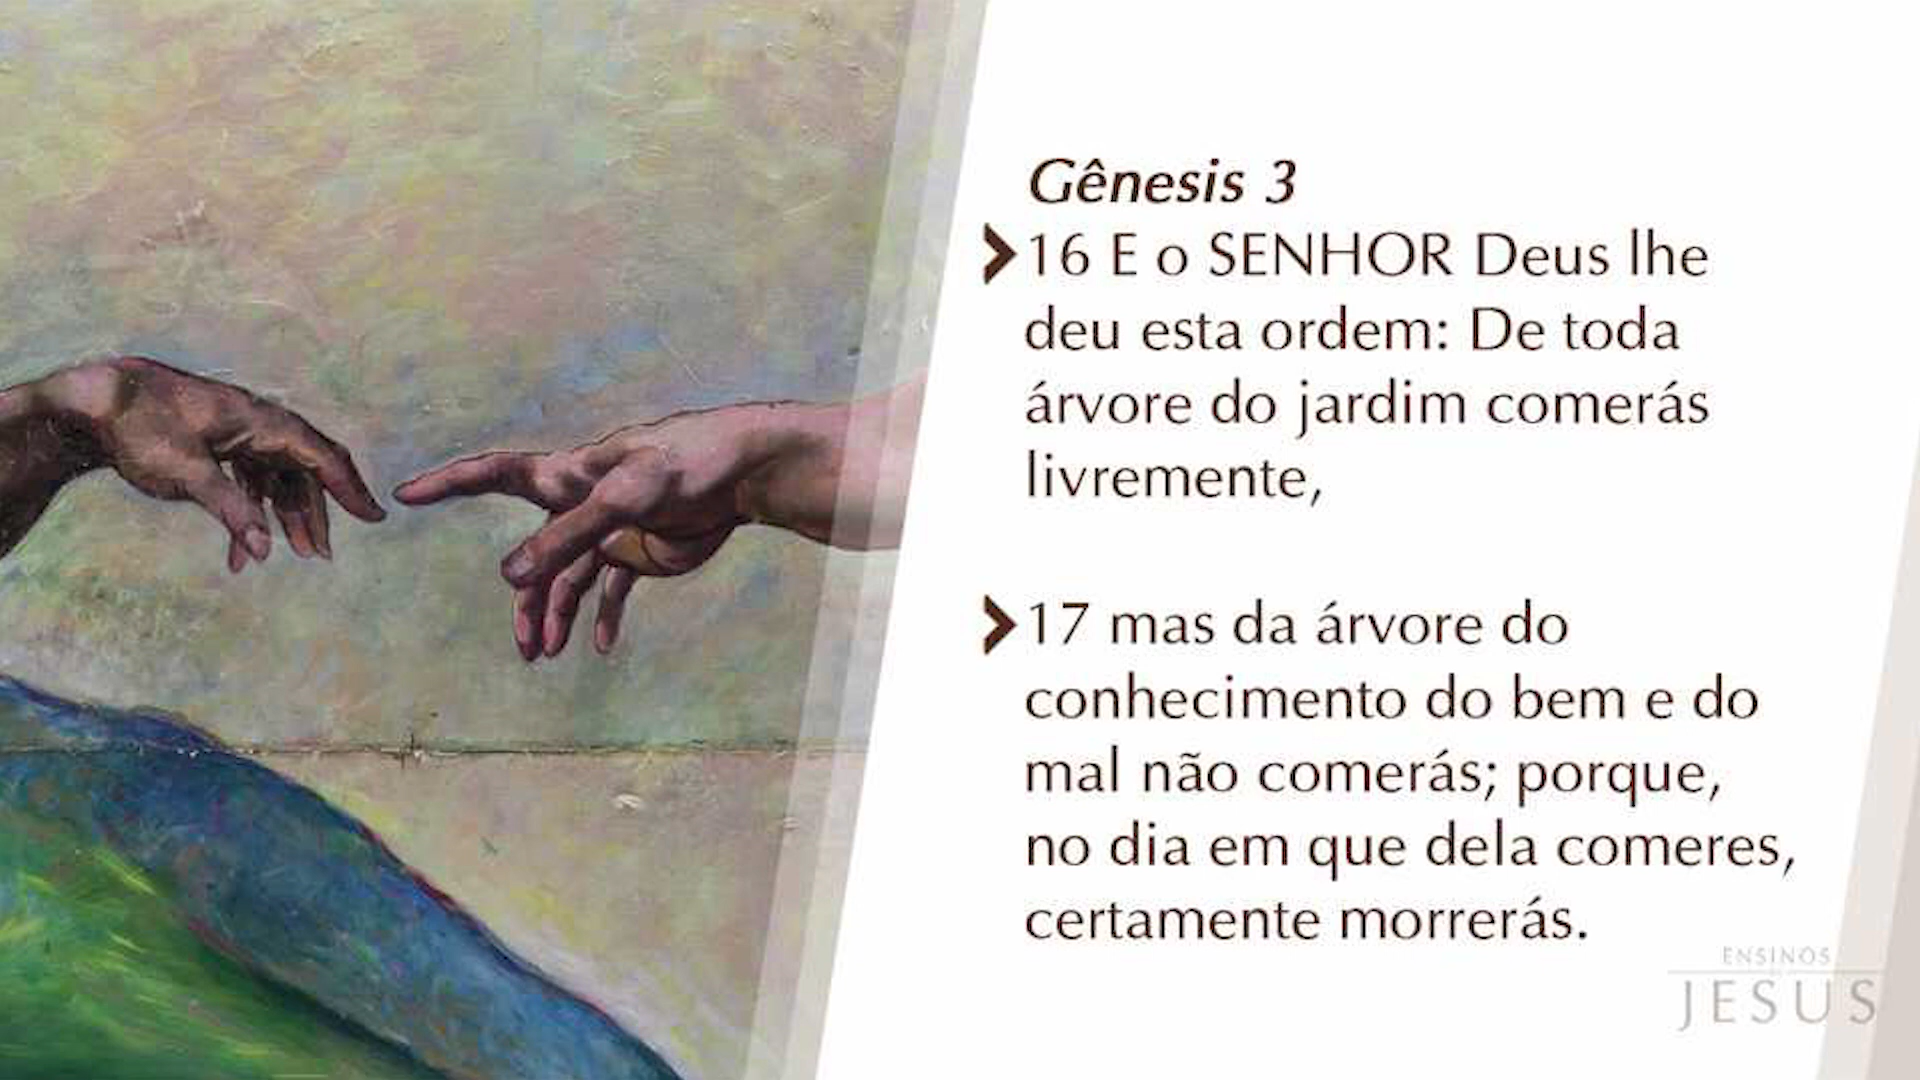 Gênesis 3
16 E o SENHOR Deus lhe
deu esta ordem: De toda
árvore do jardim comerás
livremente,
17 mas da árvore do
conhecimento do bem e do
mal não comerás; porque,
no dia em que dela comeres,
certamente morrerás.
ENSINOS
JESUS